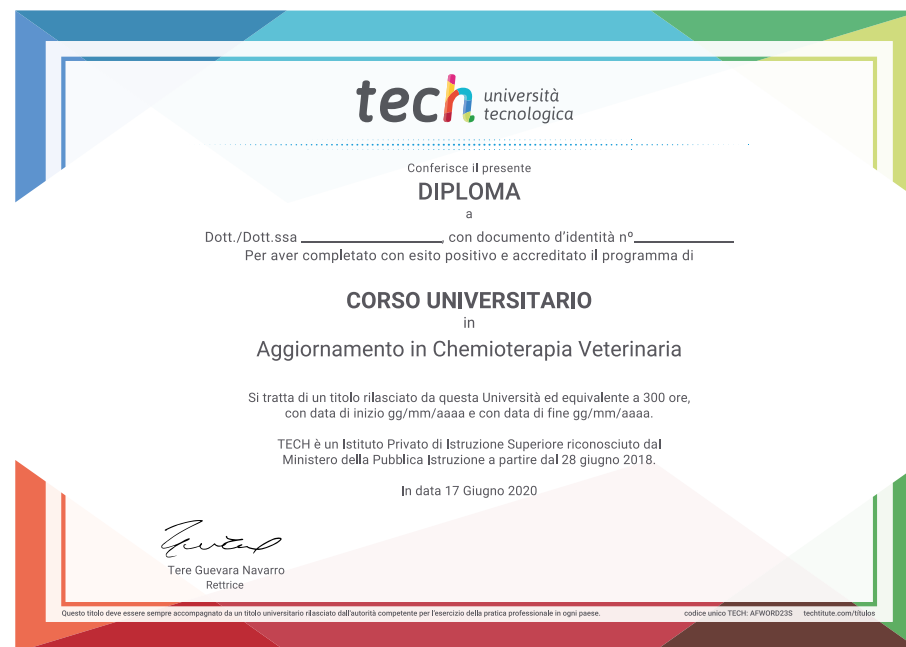 tech università
tecnologica
Conferisce il presente
DIPLOMA
a
Dott./Dott.ssa ____________________, con documento d'identità nº______________
Per aver completato con esito positivo e accreditato il programma di
CORSO UNIVERSITARIO
in
Aggiornamento in Chemioterapia Veterinaria
Si tratta di un titolo rilasciato da questa Università ed equivalente a 300 ore,
con data di inizio gg/mm/aaaa e con data di fine gg/mm/aaaa.
TECH è un Istituto Privato di Istruzione Superiore riconosciuto dal
Ministero della Pubblica Istruzione a partire dal 28 giugno 2018.
In data 17 Giugno 2020
Tere Guevara Navarro
Rettrice
Questo titolo deve essere sempre accompagnato da un titolo universitario rilasciato dall'autorità competente per l'esercizio della pratica professionale in ogni paese. codice unico TECH: AFWORD23S techtitute.com/títulos